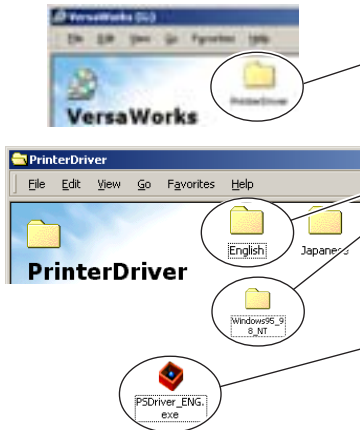 VersaWorks (G:)
File Edit View Go Favorites Help
PrinterDriver
VersaWorks
PrinterDriver
File Edit View Go Favorites Help
English
Japanese
PrinterDriver
Windows95_9
8_NT
PSDriver_ENG.
exe